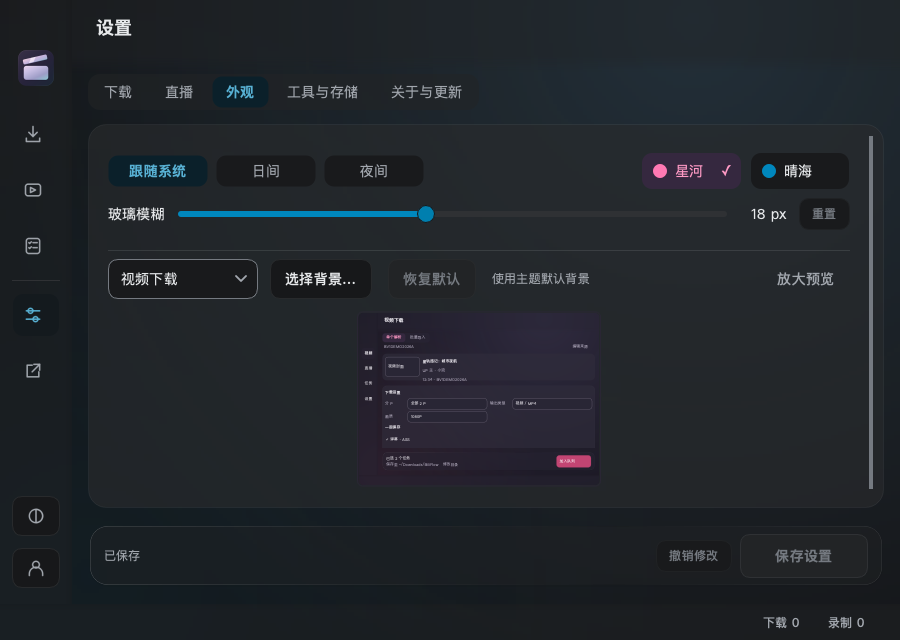 设置
下载 直播 外观 工具与存储 关于与更新
跟随系统 日间 夜间 星河 ✓ 晴海
玻璃模糊 18 px 重置
视频下载 选择背景... 恢复默认 使用主题默认背景 放大预览
视频下载
已保存 撤销修改 保存设置
下载 0 录制 0